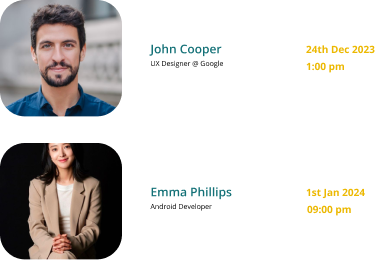 John Cooper
24th Dec 2023
UX Designer @ Google
1:00 pm
Emma Phillips
1st Jan 2024
Android Developer
09:00 pm